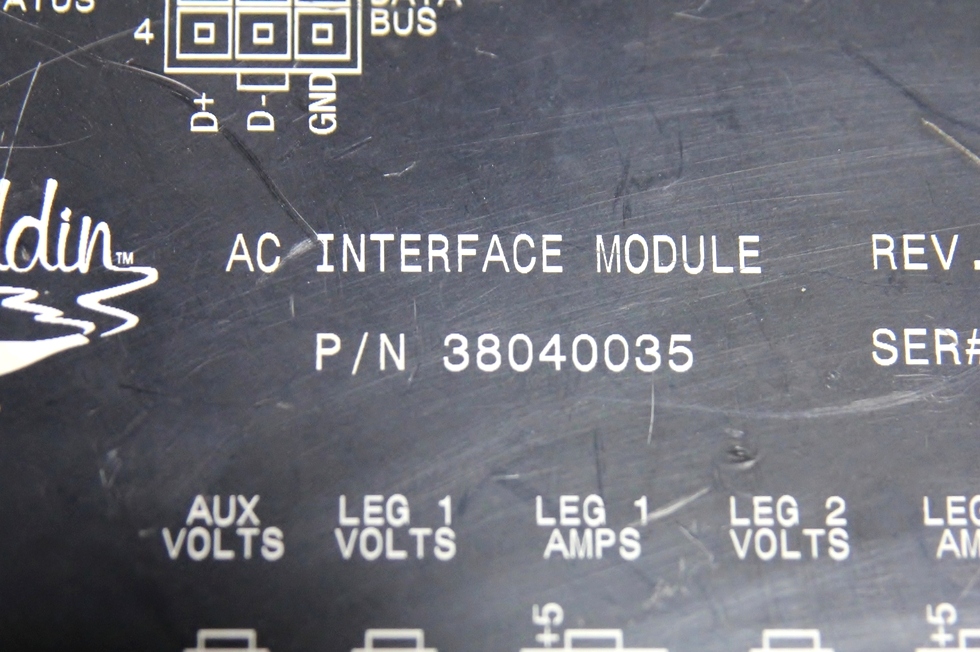 4
BUS
D+ D- GND
AC INTERFACE MODULE REV.
P/N 38040035 SER#
AUX VOLTS
LEG 1 VOLTS
LEG 1 AMPS
LEG 2 VOLTS
+5 +5